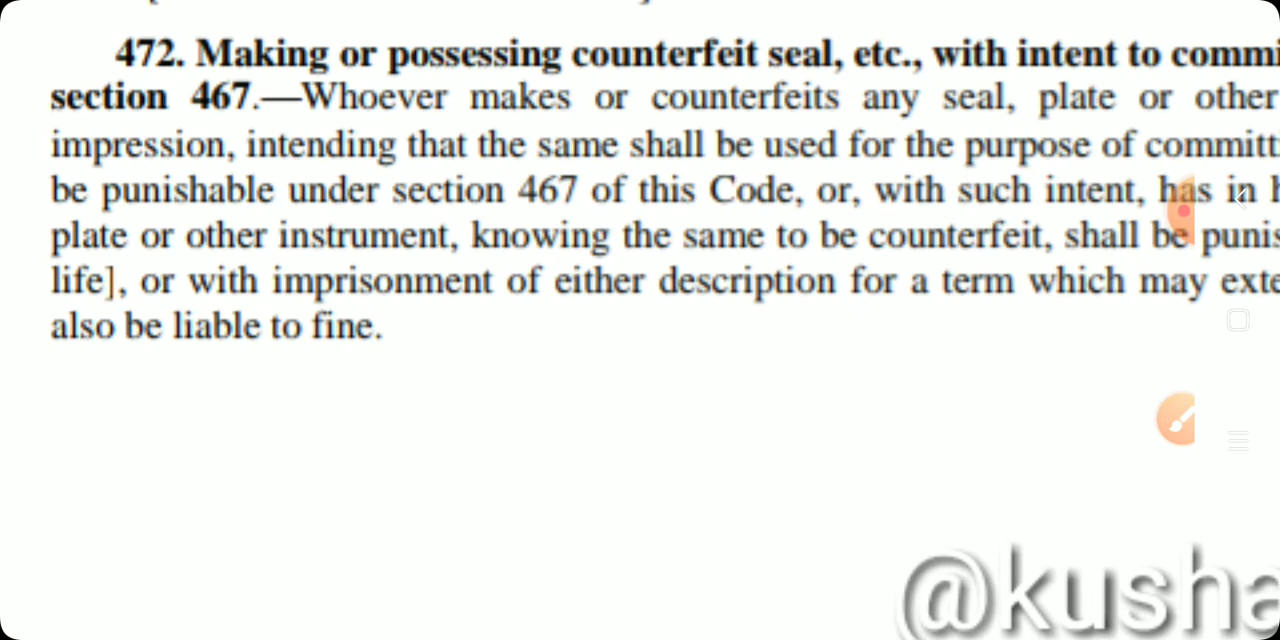 472. Making or possessing counterfeit seal, etc., with intent to commi
section 467.—Whoever makes or counterfeits any seal, plate or other
impression, intending that the same shall be used for the purpose of committ
be punishable under section 467 of this Code, or, with such intent, has in h
plate or other instrument, knowing the same to be counterfeit, shall be punis
life], or with imprisonment of either description for a term which may exte
also be liable to fine.
@kusha